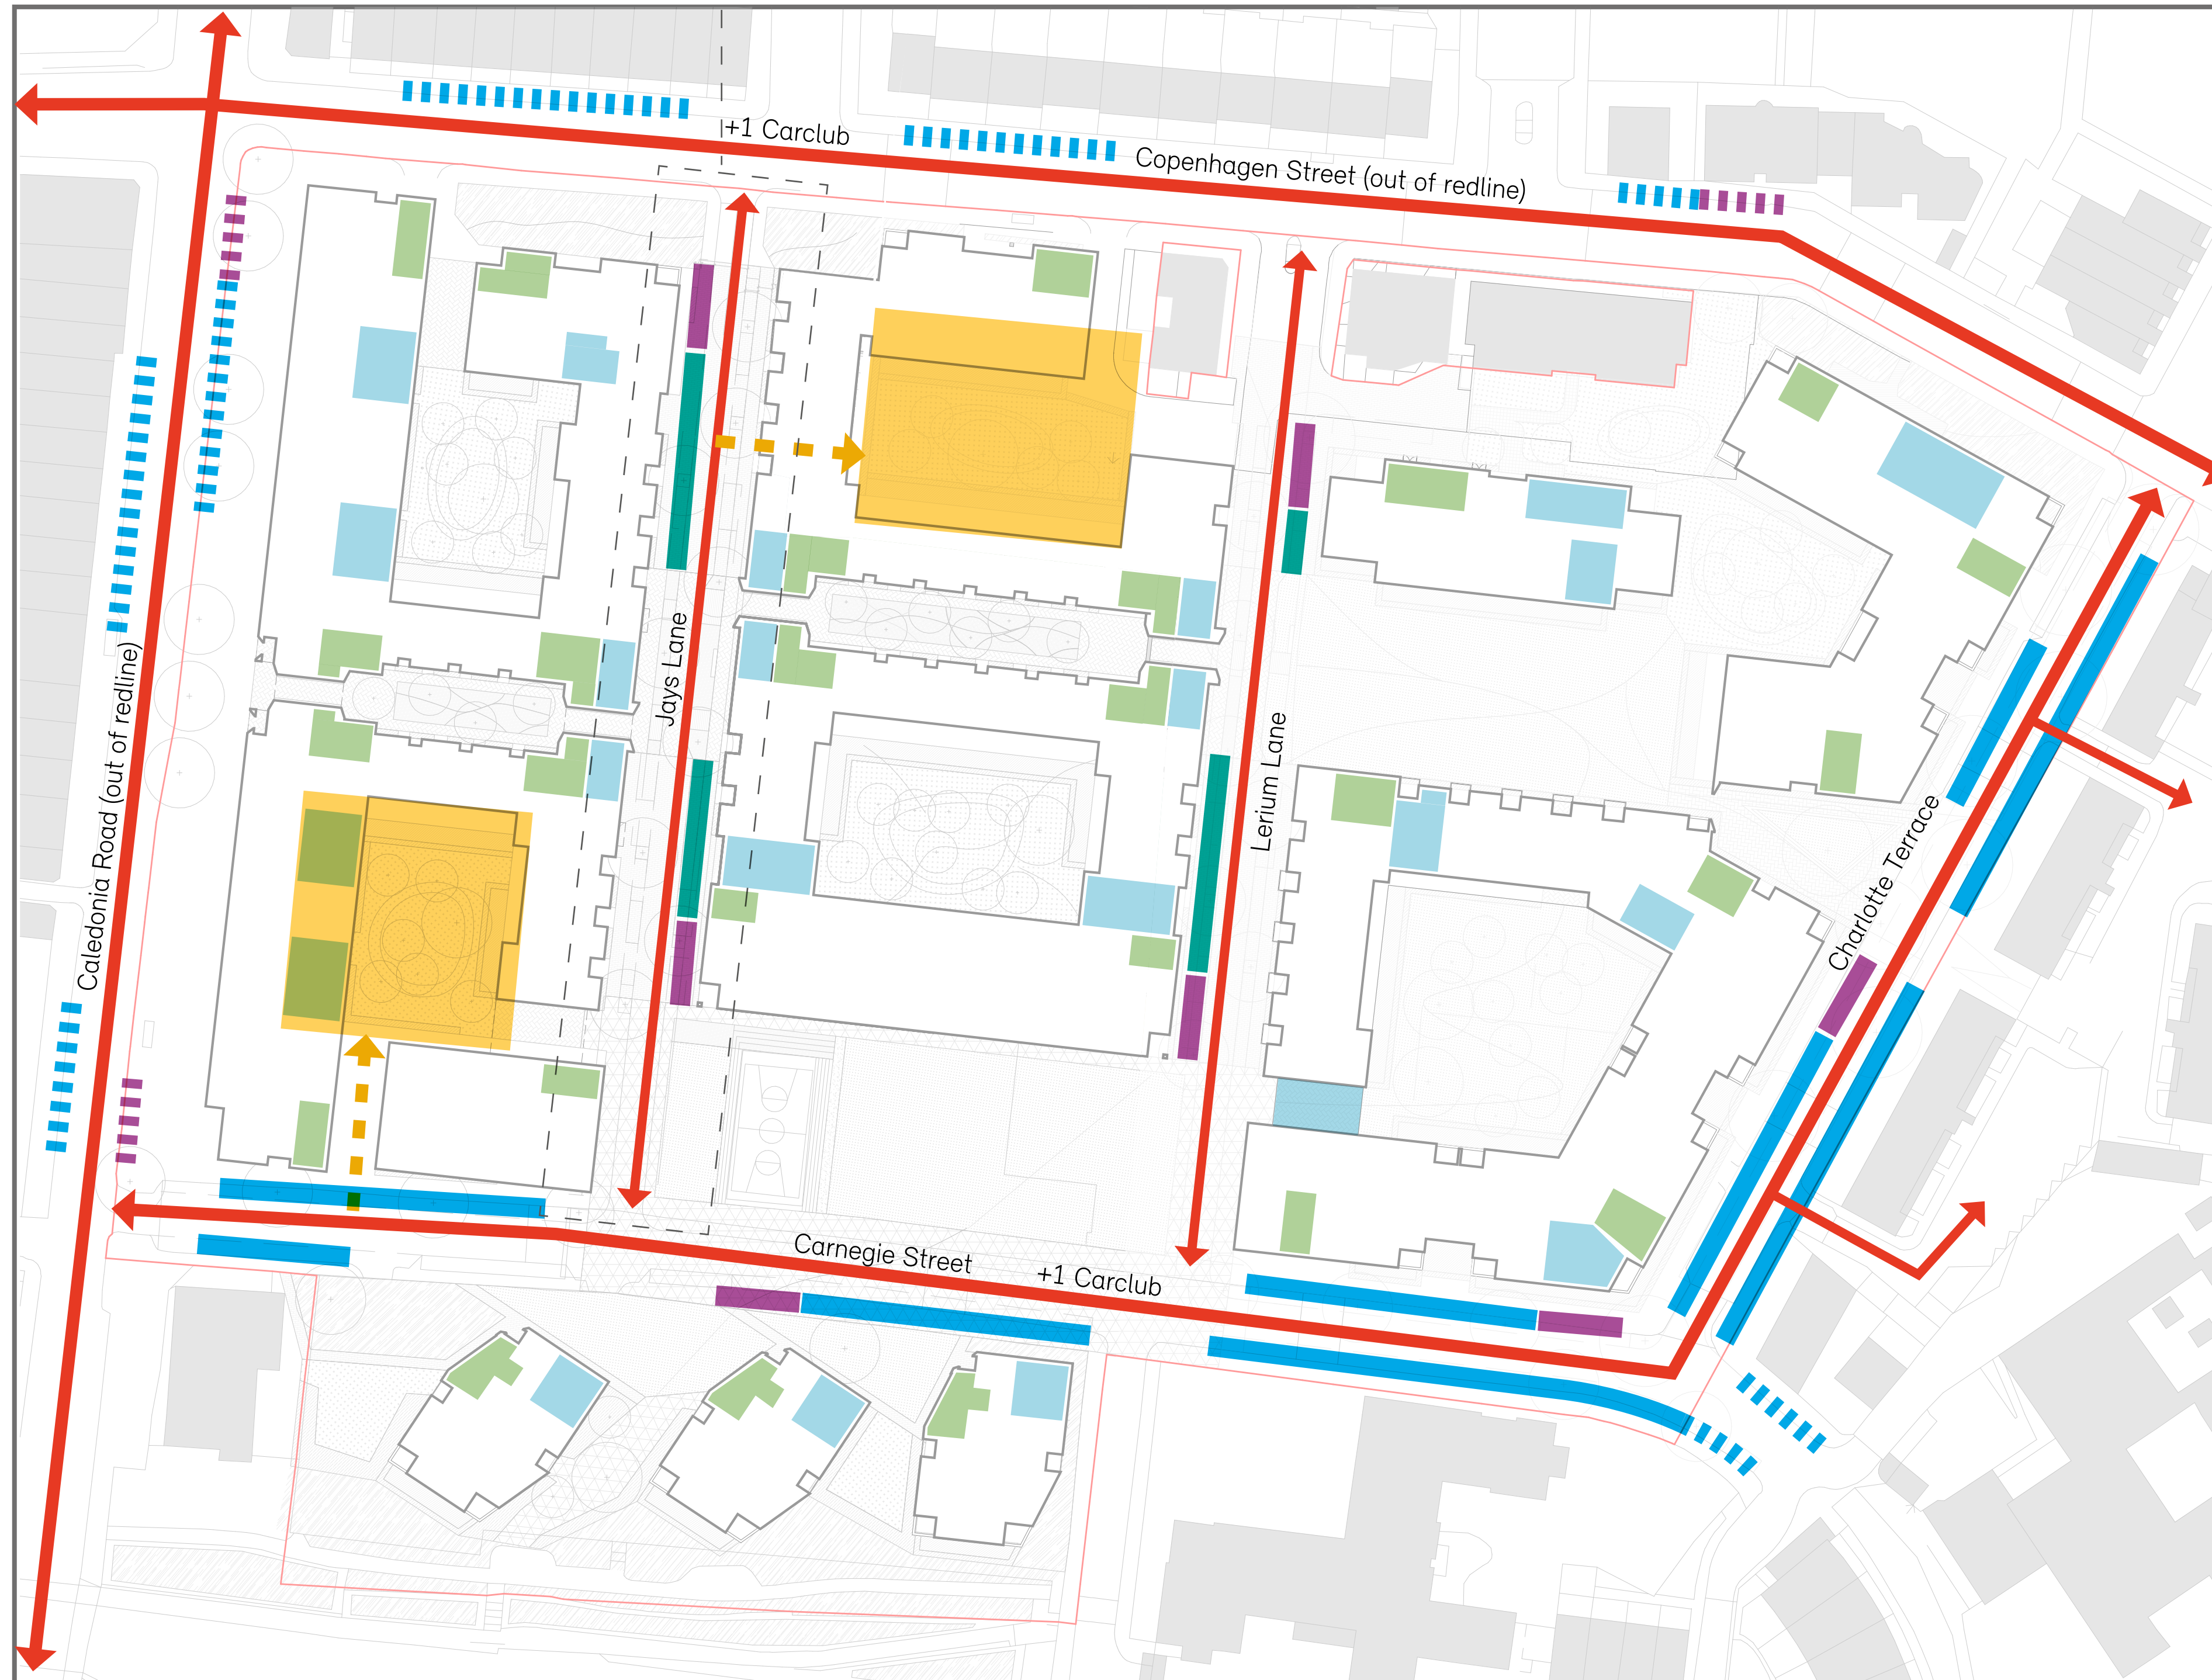 +1 Carclub
Copenhagen Street (out of redline)
Caledonia Road (out of redline)
Jays Lane
Lerium Lane
Charlotte Terrace
Carnegie Street
+1 Carclub